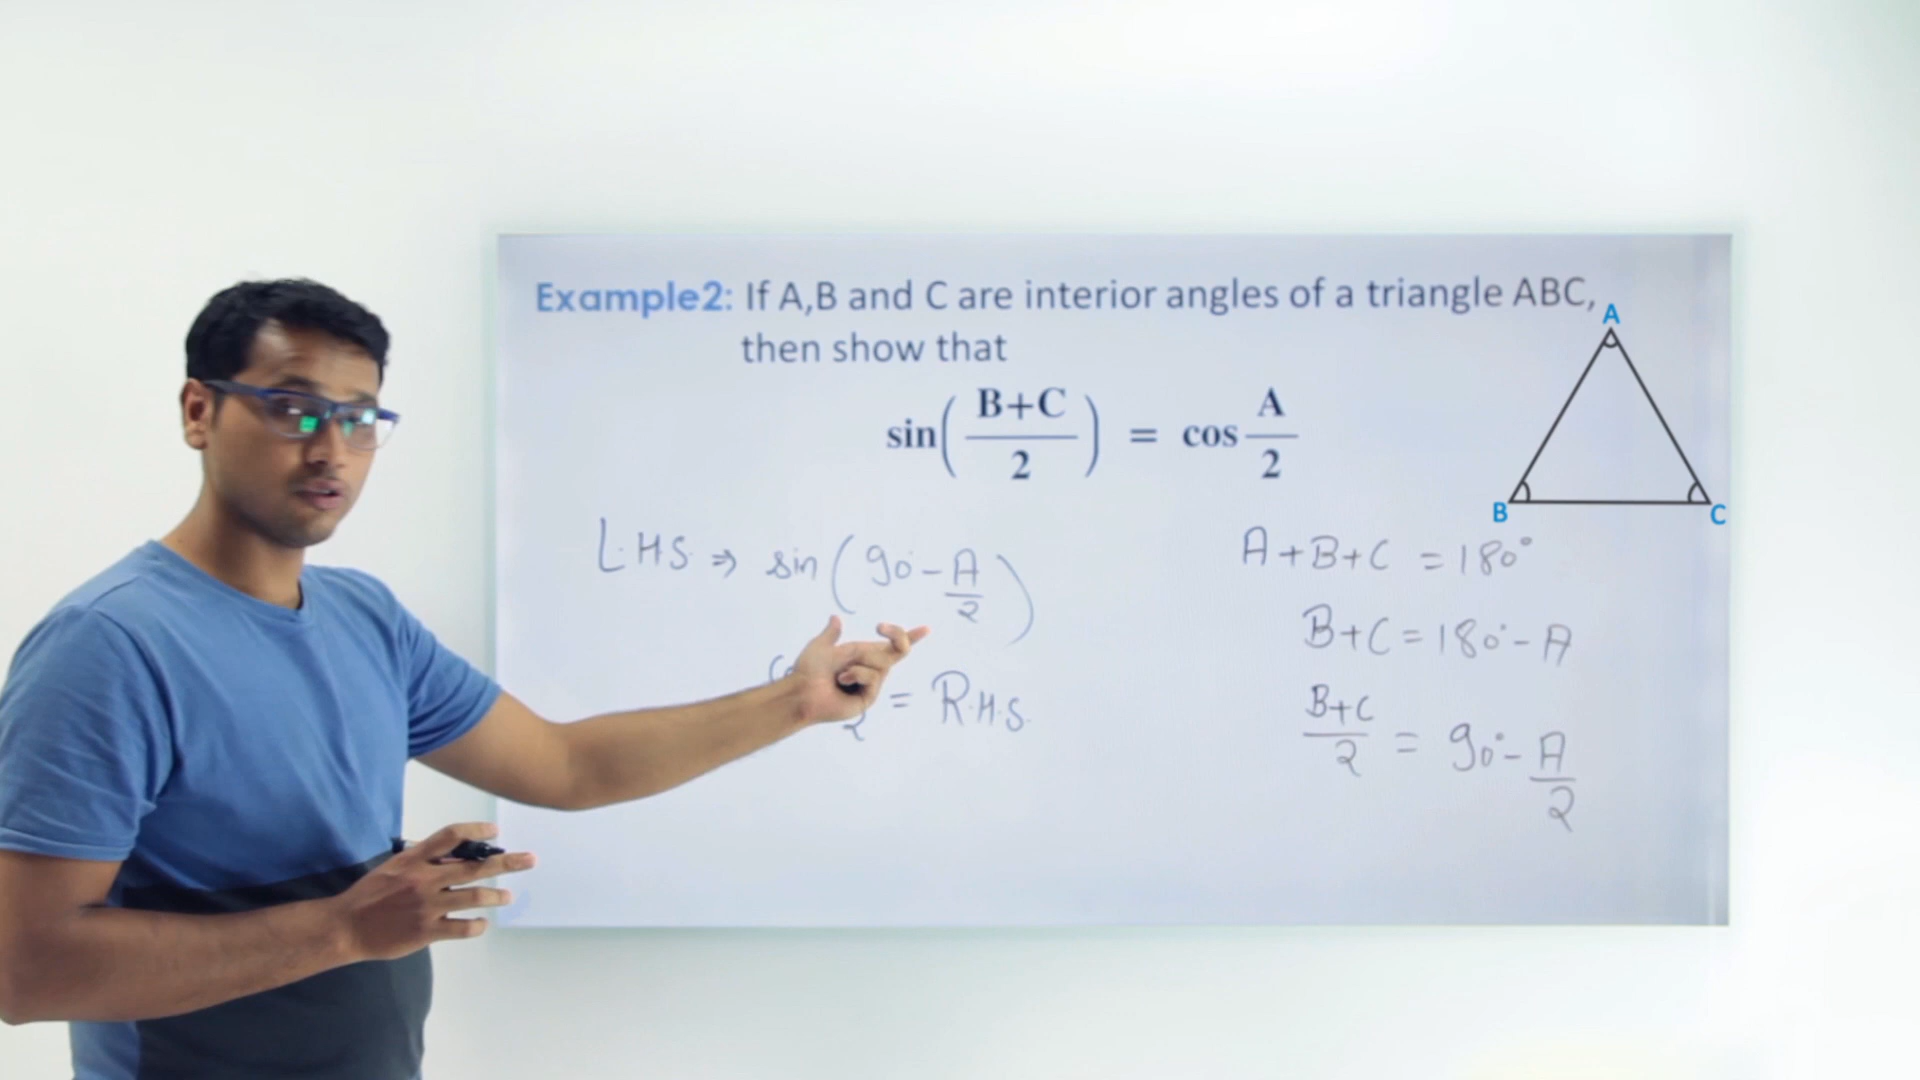 Example2: If A,B and C are interior angles of a triangle ABC,
then show that
sin(B+C/2) = cos A/2
A
B
C
L.H.S. ⇒ sin(90°-A/2)
2 = R.H.S.
A+B+C = 180°
B+C = 180°-A
B+C/2 = 90°-A/2